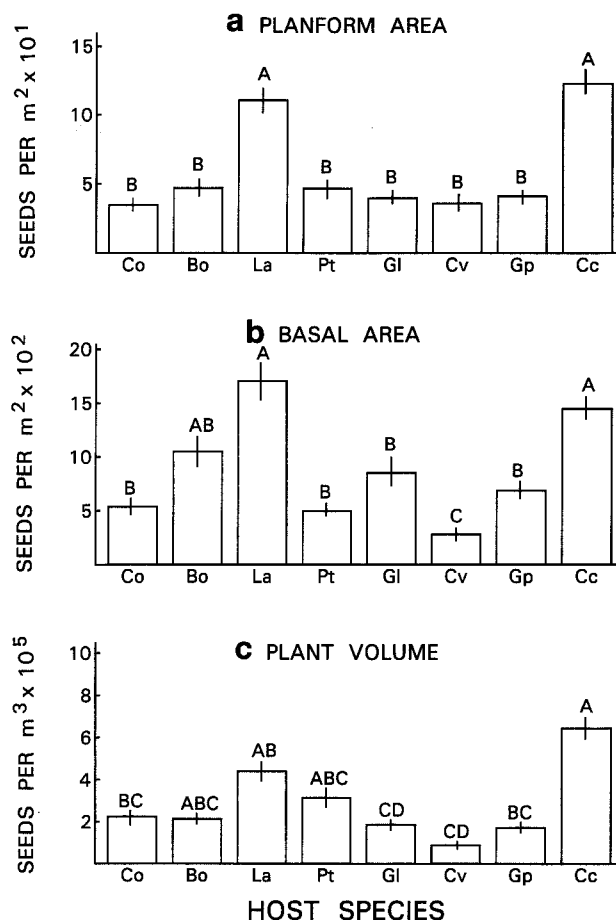 a PLANFORM AREA
SEEDS PER m² x 10¹
15
10
5
B B A B B B B A
Co Bo La Pt Gl Cv Gp Cc
b BASAL AREA
SEEDS PER m² x 10²
20
15
10
5
B AB A B B C B A
Co Bo La Pt Gl Cv Gp Cc
c PLANT VOLUME
SEEDS PER m³ x 10⁵
10
8
6
4
2
BC ABC AB ABC CD CD BC A
Co Bo La Pt Gl Cv Gp Cc
HOST SPECIES